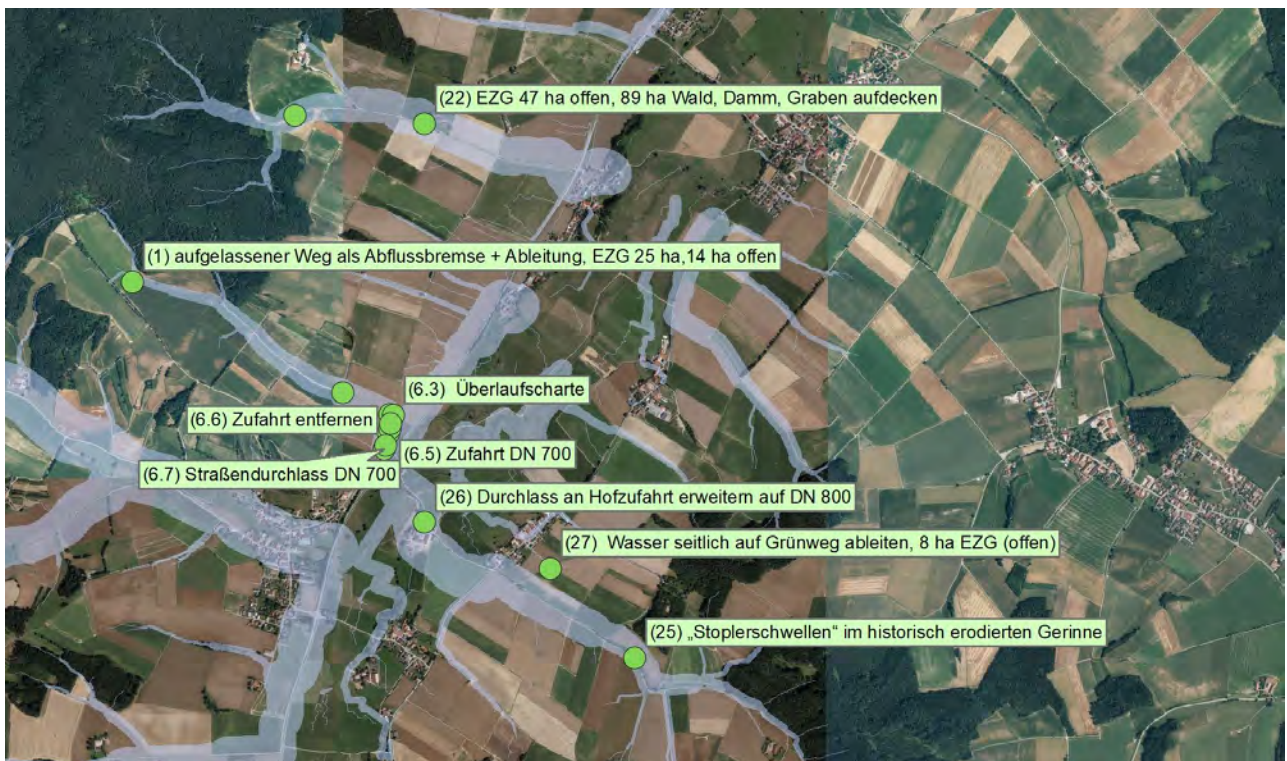 (22) EZG 47 ha offen, 89 ha Wald, Damm, Graben aufdecken
(1) aufgelassener Weg als Abflussbremse + Ableitung, EZG 25 ha,14 ha offen
(6.3) Überlaufscharte
(6.6) Zufahrt entfernen
(6.5) Zufahrt DN 700
(6.7) Straßendurchlass DN 700
(26) Durchlass an Hofzufahrt erweitern auf DN 800
(27) Wasser seitlich auf Grünweg ableiten, 8 ha EZG (offen)
(25) „Stoplerschwellen“ im historisch erodierten Gerinne